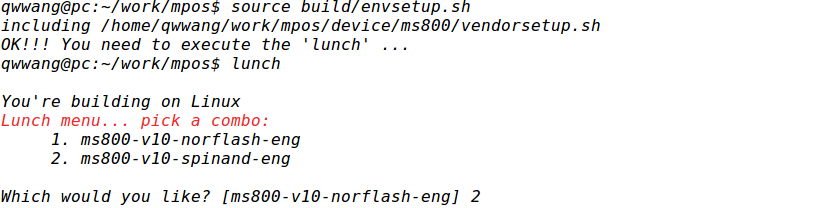 qwwang@pc:~/work/mpos$ source build/envsetup.sh
including /home/qwwang/work/mpos/device/ms800/vendorsetup.sh
OK!!! You need to execute the 'lunch' ...
qwwang@pc:~/work/mpos$ lunch
You're building on Linux
Lunch menu... pick a combo:
1. ms800-v10-norflash-eng
2. ms800-v10-spinand-eng
Which would you like? [ms800-v10-norflash-eng] 2